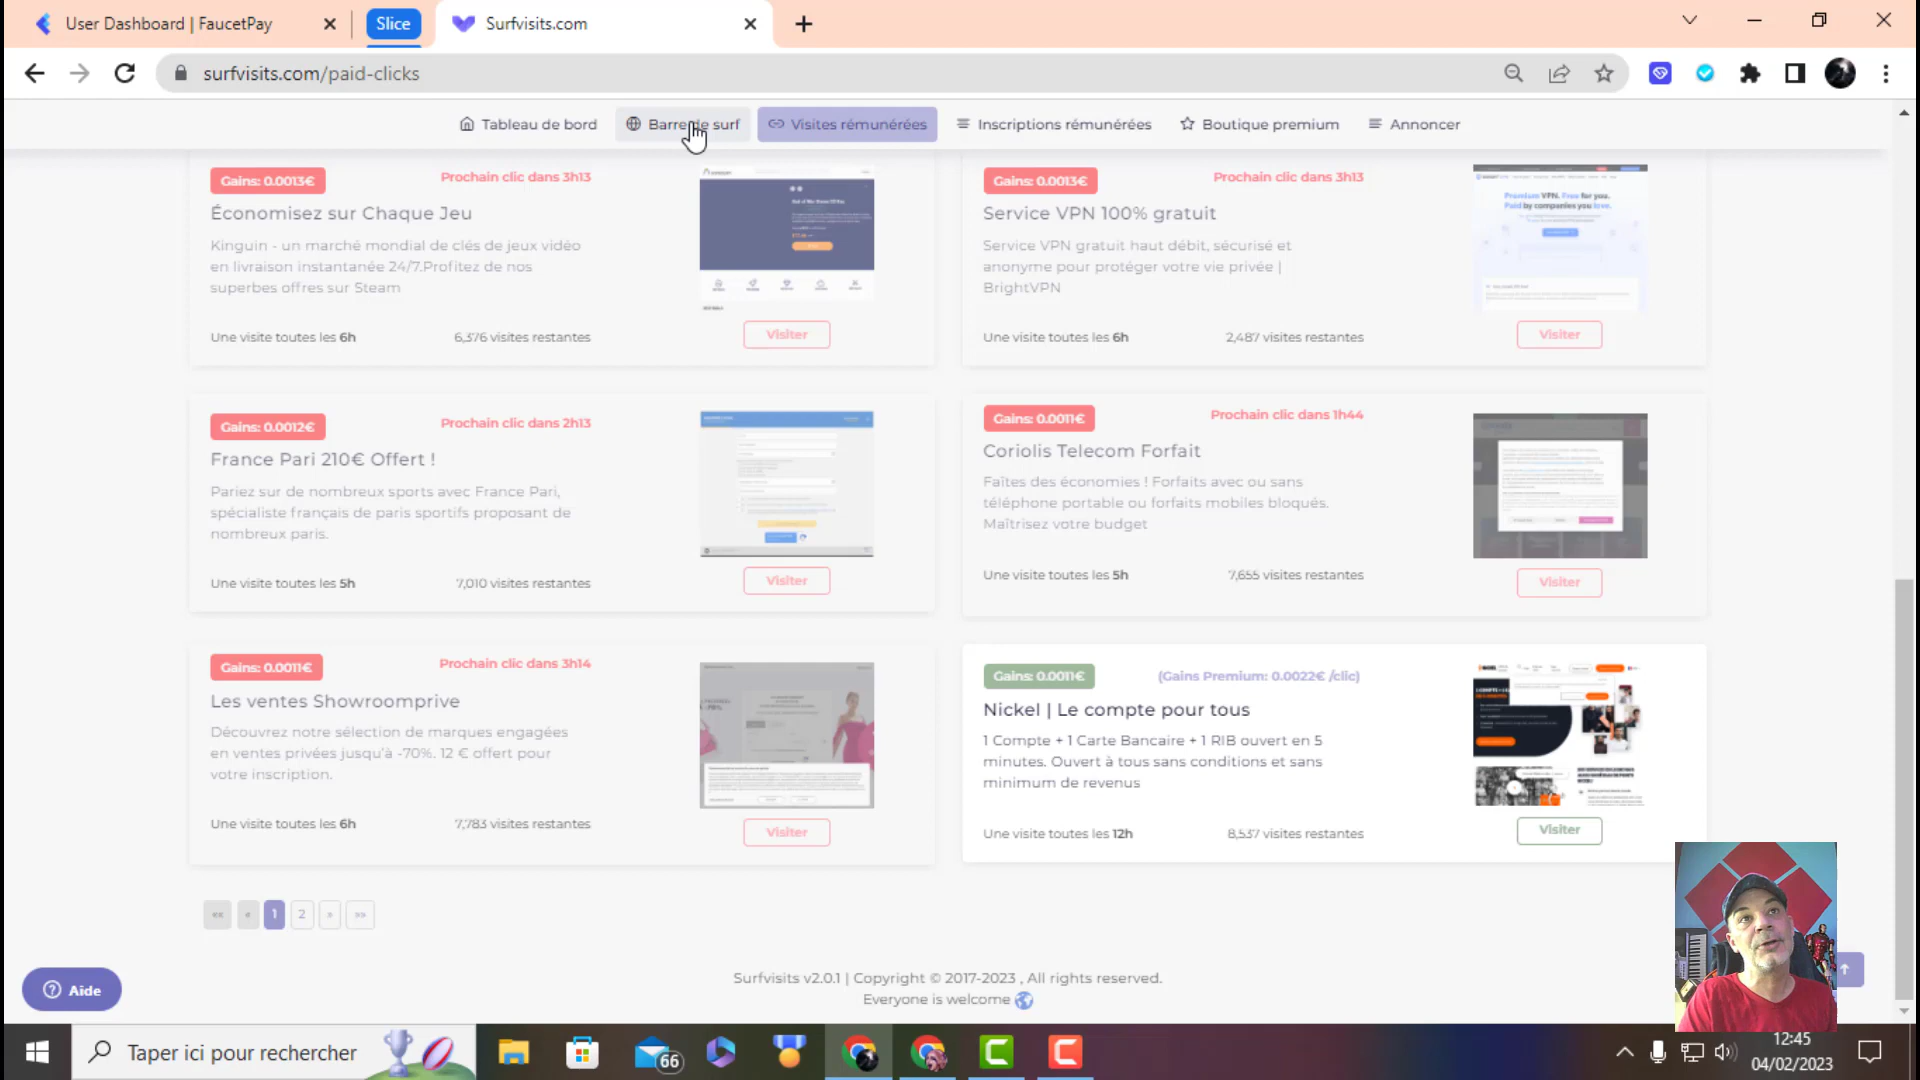 User Dashboard | FaucetPay
Slice
Surfvisits.com
surfvisits.com/paid-clicks
Tableau de bord
Barre de surf
Visites rémunérées
Inscriptions rémunérées
Boutique premium
Annoncer
Gains: 0.0013€
Prochain clic dans 3h13
Économisez sur Chaque Jeu
Kinguin - un marché mondial de clés de jeux vidéo
en livraison instantanée 24/7.Profitez de nos
superbes offres sur Steam
Une visite toutes les 6h
6,376 visites restantes
Visiter
Gains: 0.0013€
Prochain clic dans 3h13
Service VPN 100% gratuit
Service VPN gratuit haut débit, sécurisé et
anonyme pour protéger votre vie privée |
BrightVPN
Une visite toutes les 6h
2,487 visites restantes
Premium VPN. Free for you.
Paid by companies you love.
Visiter
Gains: 0.0012€
Prochain clic dans 2h13
France Pari 210€ Offert !
Pariez sur de nombreux sports avec France Pari,
spécialiste français de paris sportifs proposant de
nombreux paris.
Une visite toutes les 5h
7,010 visites restantes
Visiter
Gains: 0.0011€
Prochain clic dans 1h44
Coriolis Telecom Forfait
Faites des économies ! Forfaits avec ou sans
téléphone portable ou forfaits mobiles bloqués.
Maîtrisez votre budget
Une visite toutes les 5h
7,655 visites restantes
Visiter
Gains: 0.0011€
Prochain clic dans 3h14
Les ventes Showroomprive
Découvrez notre sélection de marques engagées
en ventes privées jusqu'à -70%. 12 € offert pour
votre inscription.
Une visite toutes les 6h
7,783 visites restantes
Visiter
Gains: 0.0011€
(Gains Premium: 0.0022€ /clic)
Nickel | Le compte pour tous
1 Compte + 1 Carte Bancaire + 1 RIB ouvert en 5
minutes. Ouvert à tous sans conditions et sans
minimum de revenus
Une visite toutes les 12h
8,537 visites restantes
Visiter
«« « 1 2 » »»
Surfvisits v2.0.1 | Copyright © 2017-2023 , All rights reserved.
Everyone is welcome
Aide
Taper ici pour rechercher
66
12:45
04/02/2023